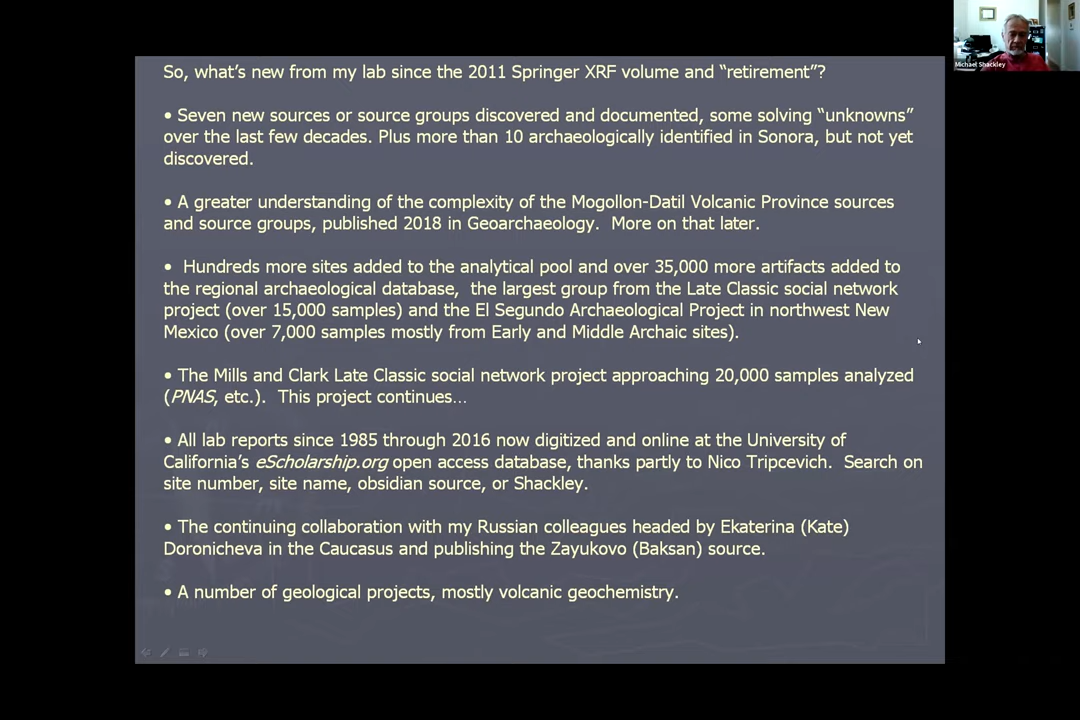 So, what's new from my lab since the 2011 Springer XRF volume and “retirement”?
• Seven new sources or source groups discovered and documented, some solving “unknowns”
over the last few decades. Plus more than 10 archaeologically identified in Sonora, but not yet
discovered.
• A greater understanding of the complexity of the Mogollon-Datil Volcanic Province sources
and source groups, published 2018 in Geoarchaeology.  More on that later.
•  Hundreds more sites added to the analytical pool and over 35,000 more artifacts added to
the regional archaeological database,  the largest group from the Late Classic social network
project (over 15,000 samples) and the El Segundo Archaeological Project in northwest New
Mexico (over 7,000 samples mostly from Early and Middle Archaic sites).
• The Mills and Clark Late Classic social network project approaching 20,000 samples analyzed
(PNAS, etc.).  This project continues…
• All lab reports since 1985 through 2016 now digitized and online at the University of
California's eScholarship.org open access database, thanks partly to Nico Tripcevich.  Search on
site number, site name, obsidian source, or Shackley.
• The continuing collaboration with my Russian colleagues headed by Ekaterina (Kate)
Doronicheva in the Caucasus and publishing the Zayukovo (Baksan) source.
• A number of geological projects, mostly volcanic geochemistry.
Michael Shackley